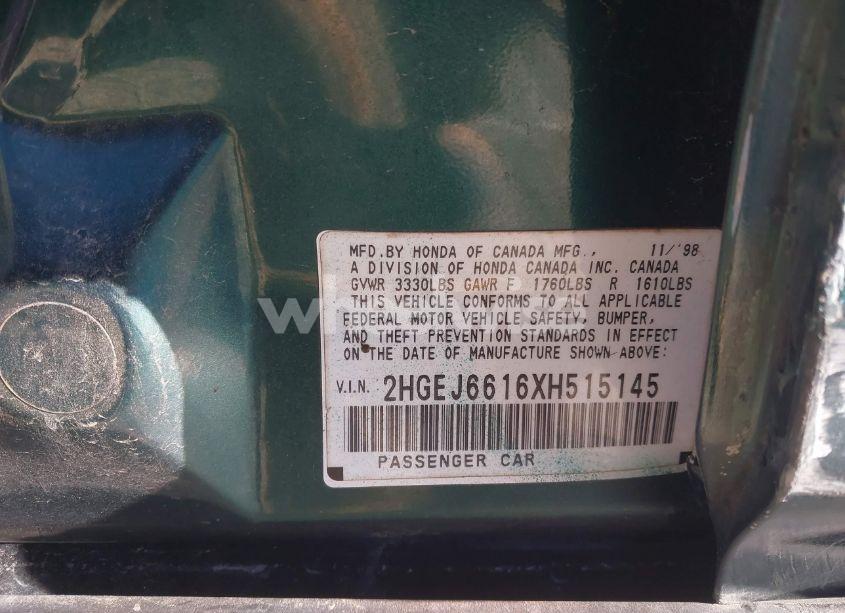 MFD.BY HONDA OF CANADA MFG., 11/'98
A DIVISION OF HONDA CANADA INC. CANADA
GVWR 3330LBS GAWR F 1760LBS R 1610LBS
THIS VEHICLE CONFORMS TO ALL APPLICABLE
FEDERAL MOTOR VEHICLE SAFETY, BUMPER,
AND THEFT PREVENTION STANDARDS IN EFFECT
ON THE DATE OF MANUFACTURE SHOWN ABOVE:
V.I.N. 2HGEJ6616XH515145
PASSENGER CAR